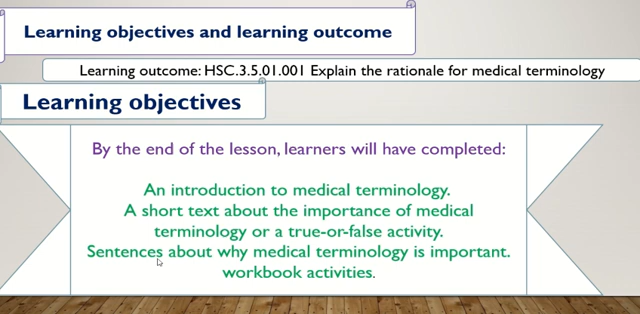 Learning objectives and learning outcome
Learning outcome: HSC.3.5.01.001 Explain the rationale for medical terminology
Learning objectives
By the end of the lesson, learners will have completed:
An introduction to medical terminology.
A short text about the importance of medical
terminology or a true-or-false activity.
Sentences about why medical terminology is important.
workbook activities.